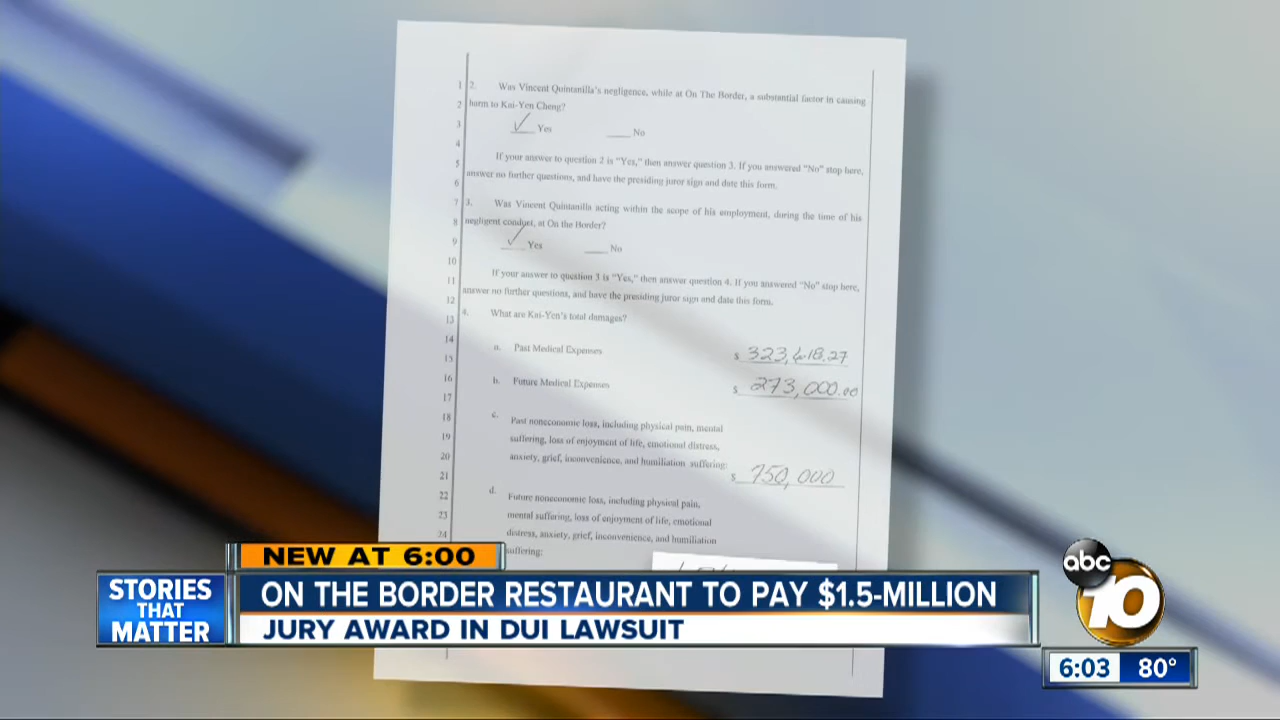 1 2. Was Vincent Quintanilla's negligence, while at On The Border, a substantial factor in causing
2 harm to Kai-Yen Cheng?
3 ✓ Yes ___ No
4
5 If your answer to question 2 is "Yes," then answer question 3. If you answered "No" stop here,
6 answer no further questions, and have the presiding juror sign and date this form.
7 3. Was Vincent Quintanilla acting within the scope of his employment, during the time of his
8 negligent conduct, at On the Border?
9 ✓ Yes ___ No
10
11 If your answer to question 3 is "Yes," then answer question 4. If you answered "No" stop here,
12 answer no further questions, and have the presiding juror sign and date this form.
13 4. What are Kai-Yen's total damages?
14
15 a. Past Medical Expenses $ 323,418.27
16 b. Future Medical Expenses $ 273,000.00
17
18 c. Past noneconomic loss, including physical pain, mental
19 suffering, loss of enjoyment of life, emotional distress,
20 anxiety, grief, inconvenience, and humiliation suffering:
21 $ 750,000
22 d. Future noneconomic loss, including physical pain,
23 mental suffering, loss of enjoyment of life, emotional
24 distress, anxiety, grief, inconvenience, and humiliation
suffering:
NEW AT 6:00
STORIES
THAT
MATTER
ON THE BORDER RESTAURANT TO PAY $1.5-MILLION
JURY AWARD IN DUI LAWSUIT
abc
10
6:03 80°